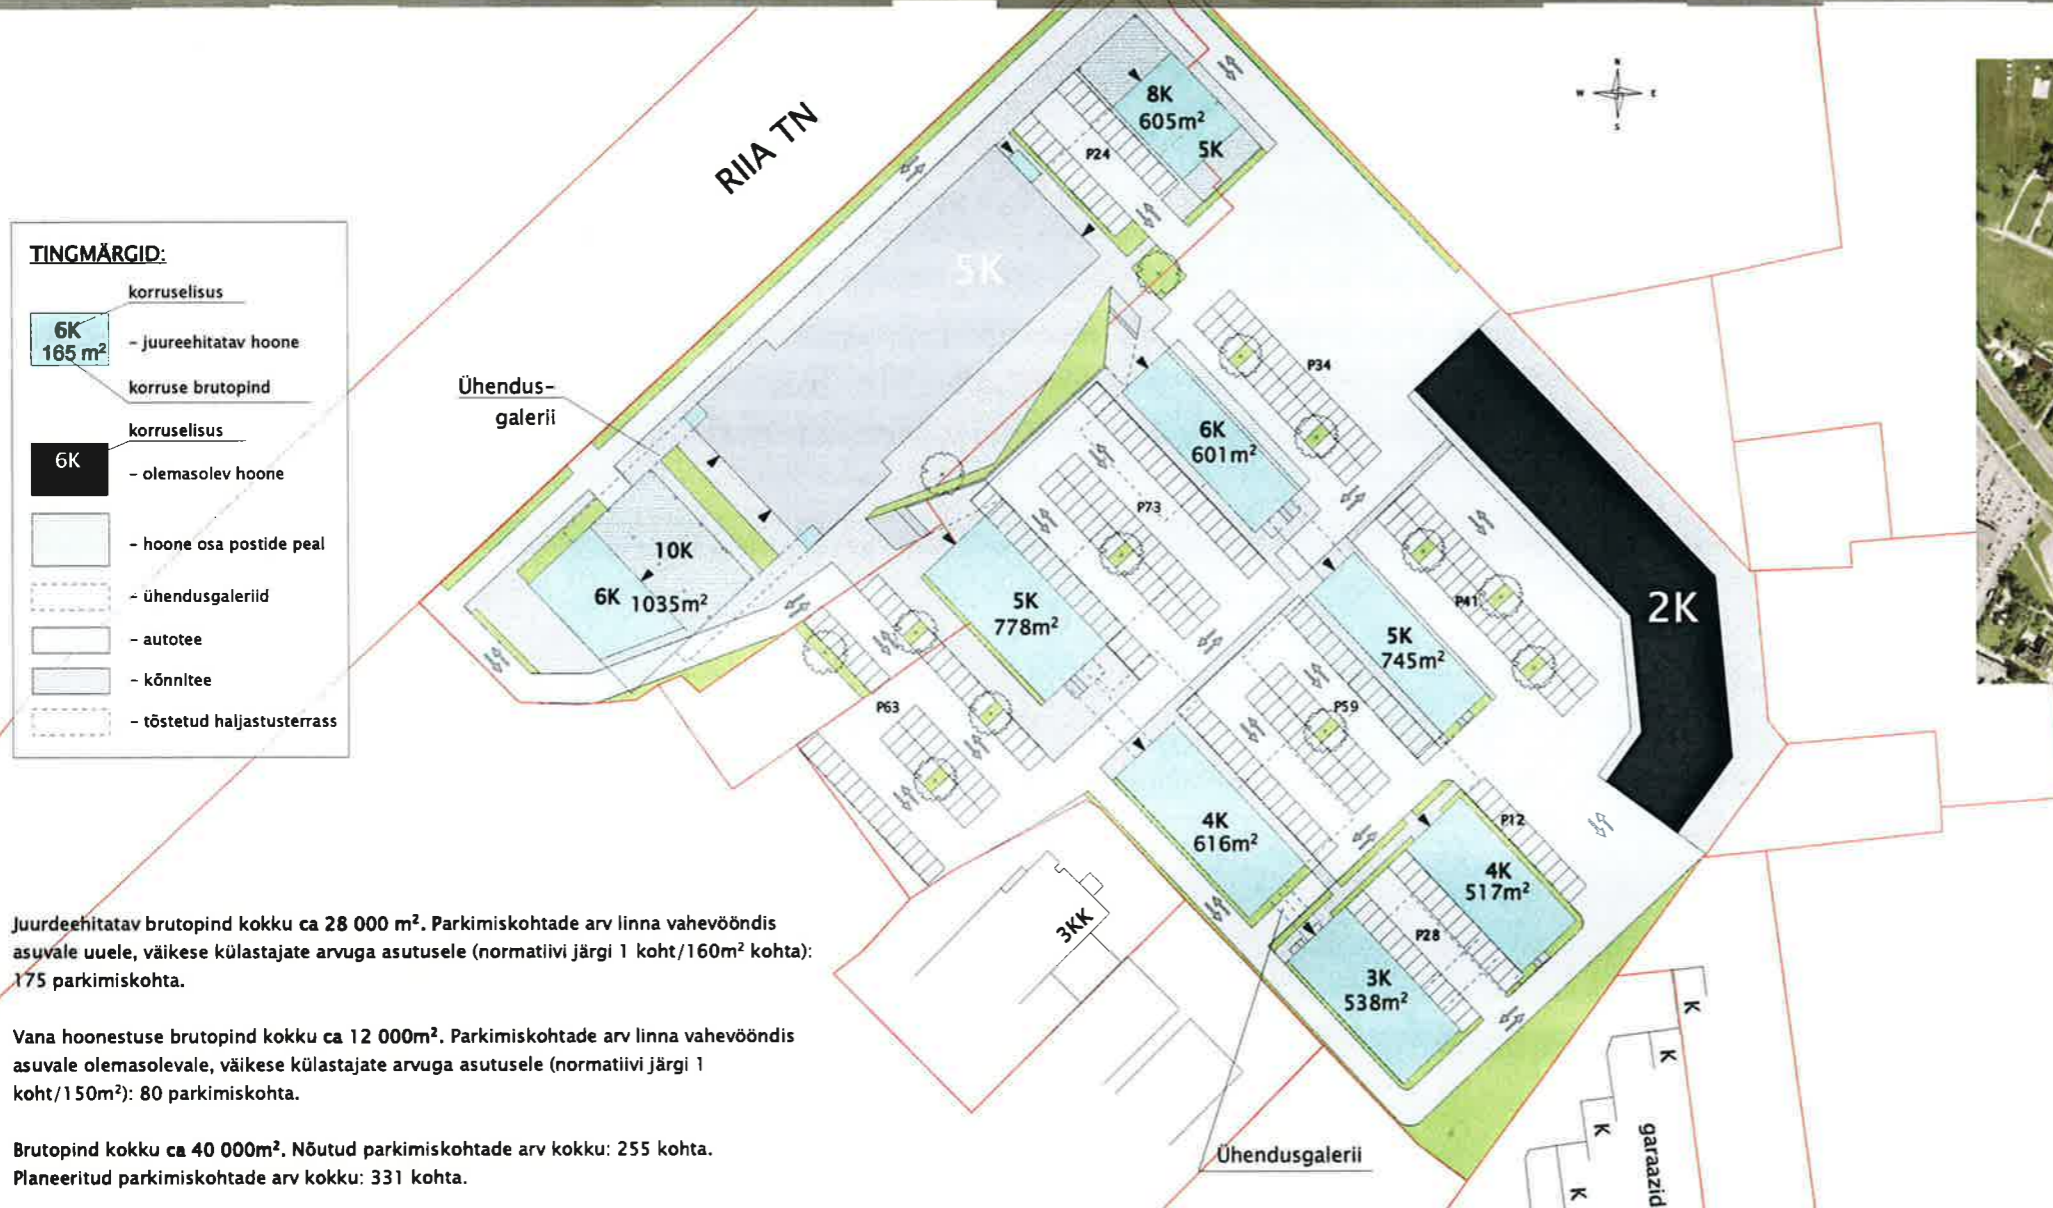 RIIA TN
N
W E
S
TINGMÄRGID:
korruselisus
6K
165 m²
- juureehitatav hoone
korruse brutopind
korruselisus
6K
- olemasolev hoone
- hoone osa postide peal
- ühendusgaleriid
- autotee
- kõnnitee
- tõstetud haljastusterrass
Ühendus-
galerii
8K
605m²
5K
P24
5K
P34
6K
601m²
P73
10K
6K 1035m²
5K
778m²
P41
2K
5K
745m²
P63
P59
4K
616m²
P12
4K
517m²
P28
3K
538m²
3KK
K
K
K
K
garaazid
Ühendusgalerii
Juurdeehitatav brutopind kokku ca 28 000 m². Parkimiskohtade arv linna vahevööndis
asuvale uuele, väikese külastajate arvuga asutusele (normatiivi järgi 1 koht/160m² kohta):
175 parkimiskohta.
Vana hoonestuse brutopind kokku ca 12 000m². Parkimiskohtade arv linna vahevööndis
asuvale olemasolevale, väikese külastajate arvuga asutusele (normatiivi järgi 1
koht/150m²): 80 parkimiskohta.
Brutopind kokku ca 40 000m². Nõutud parkimiskohtade arv kokku: 255 kohta.
Planeeritud parkimiskohtade arv kokku: 331 kohta.